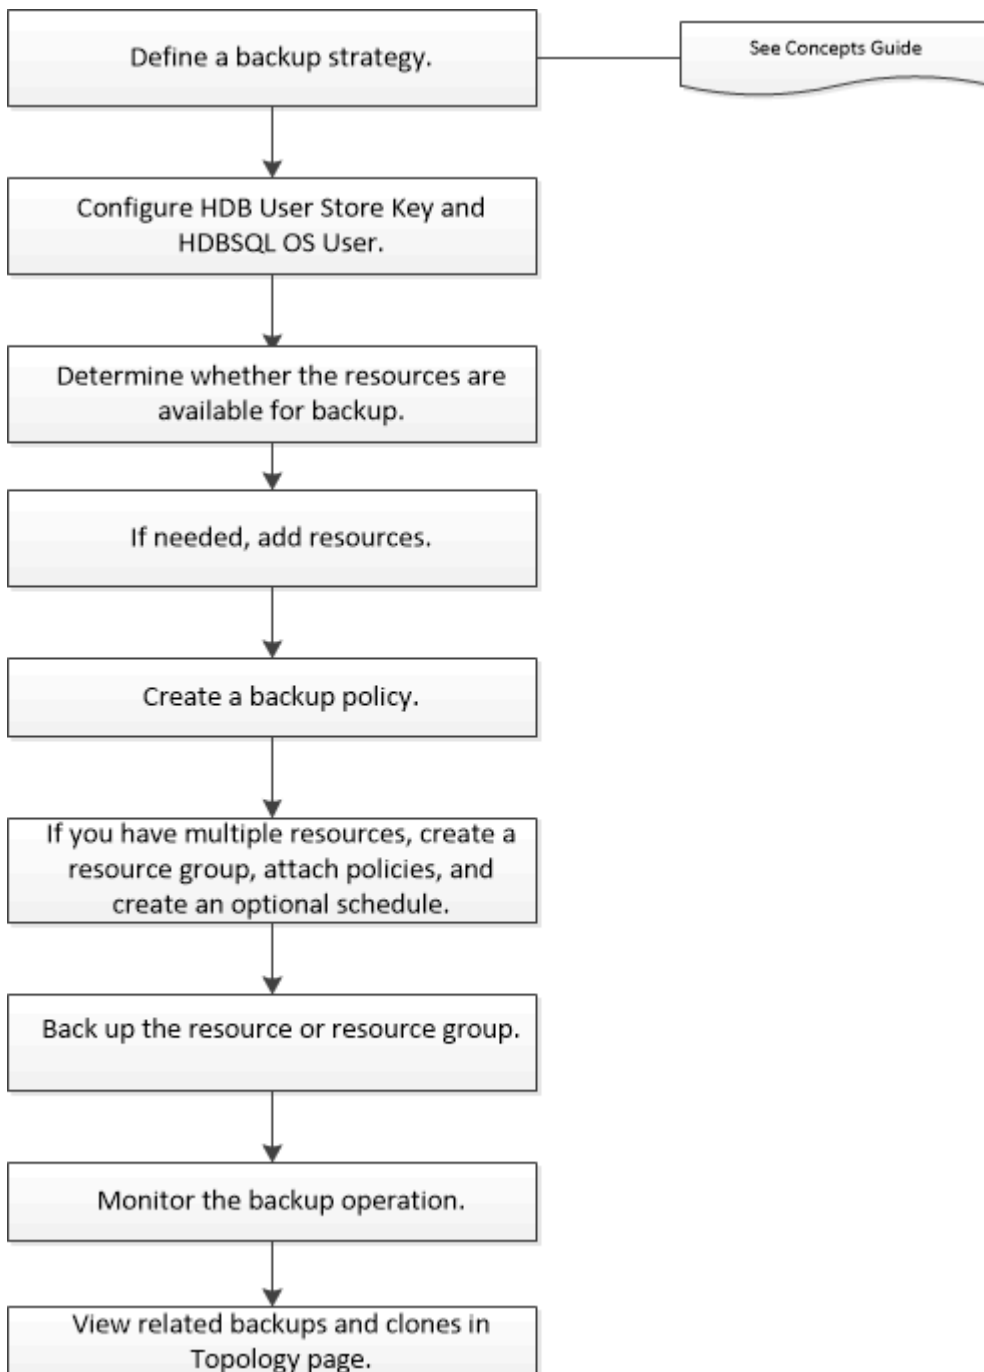 Define a backup strategy.
See Concepts Guide
Configure HDB User Store Key and
HDBSQL OS User.
Determine whether the resources are
available for backup.
If needed, add resources.
Create a backup policy.
If you have multiple resources, create a
resource group, attach policies, and
create an optional schedule.
Back up the resource or resource group.
Monitor the backup operation.
View related backups and clones in
Topology page.